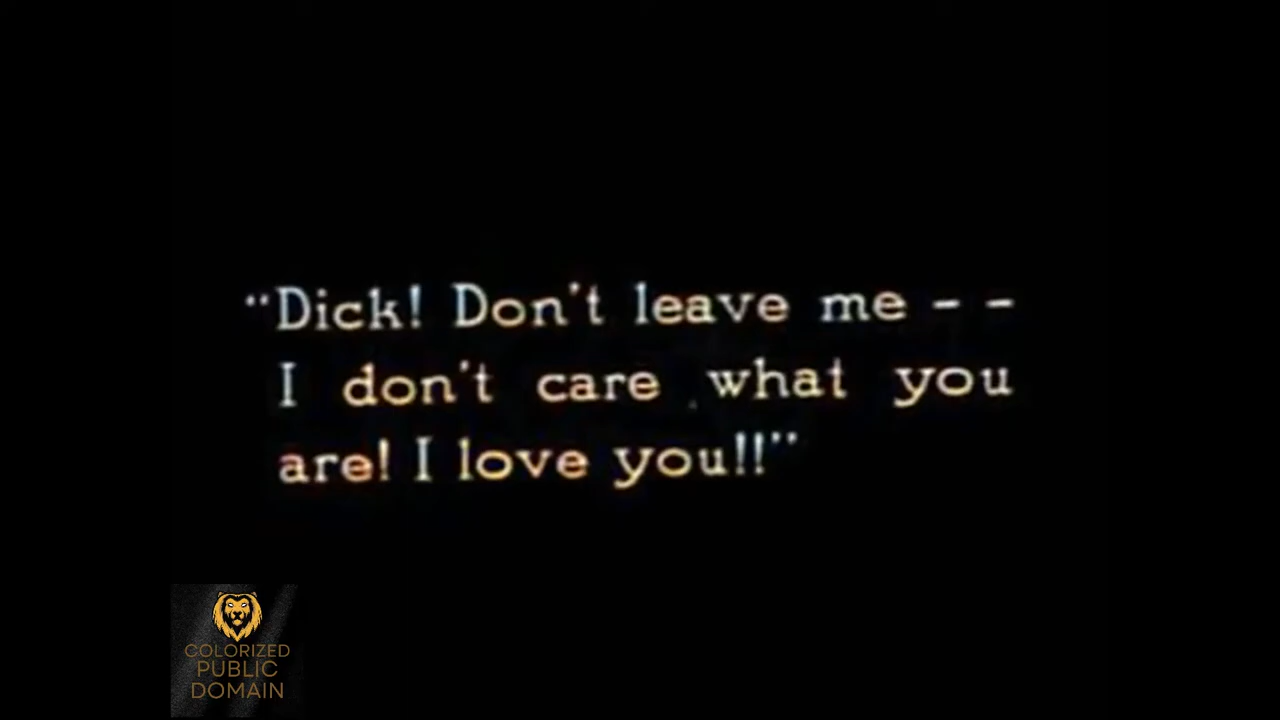 “Dick! Don't leave me - -
I don't care what you
are! I love you!!”
COLORIZED
PUBLIC
DOMAIN